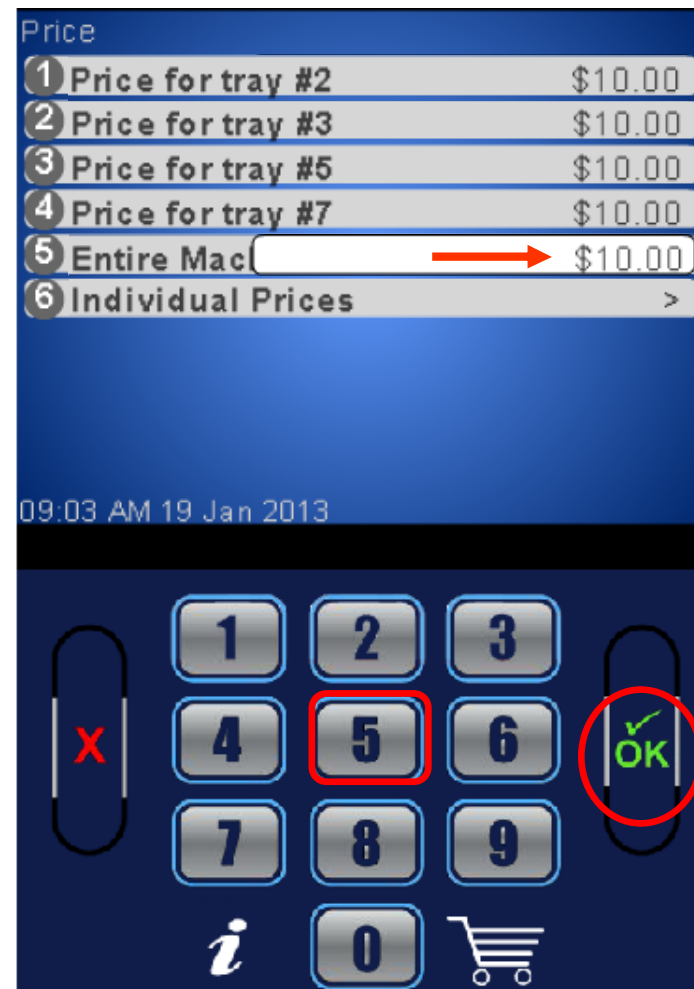 Price
1 Price for tray #2 $10.00
2 Price for tray #3 $10.00
3 Price for tray #5 $10.00
4 Price for tray #7 $10.00
5 Entire Mac $10.00
6 Individual Prices >
09:03 AM 19 Jan 2013
1 2 3
X 4 5 6 OK
7 8 9
i 0